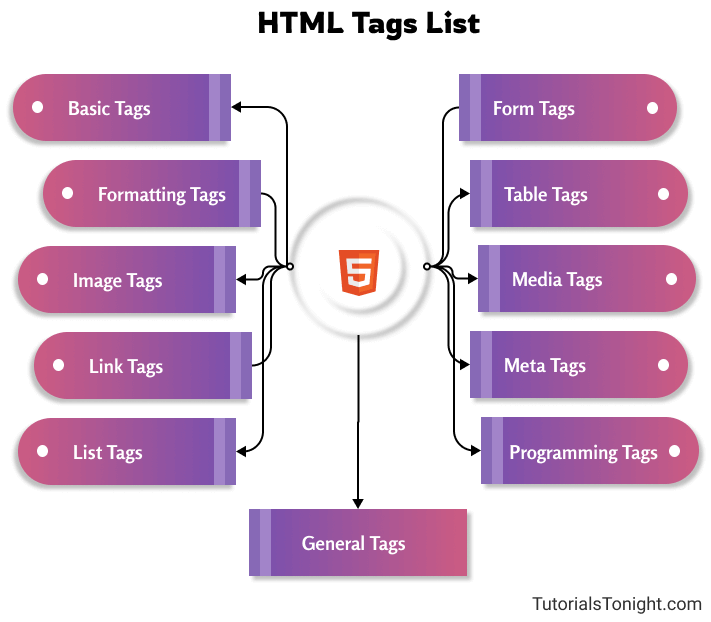 HTML Tags List
Basic Tags
Formatting Tags
Image Tags
Link Tags
List Tags
Form Tags
Table Tags
Media Tags
Meta Tags
Programming Tags
5
General Tags
TutorialsTonight.com